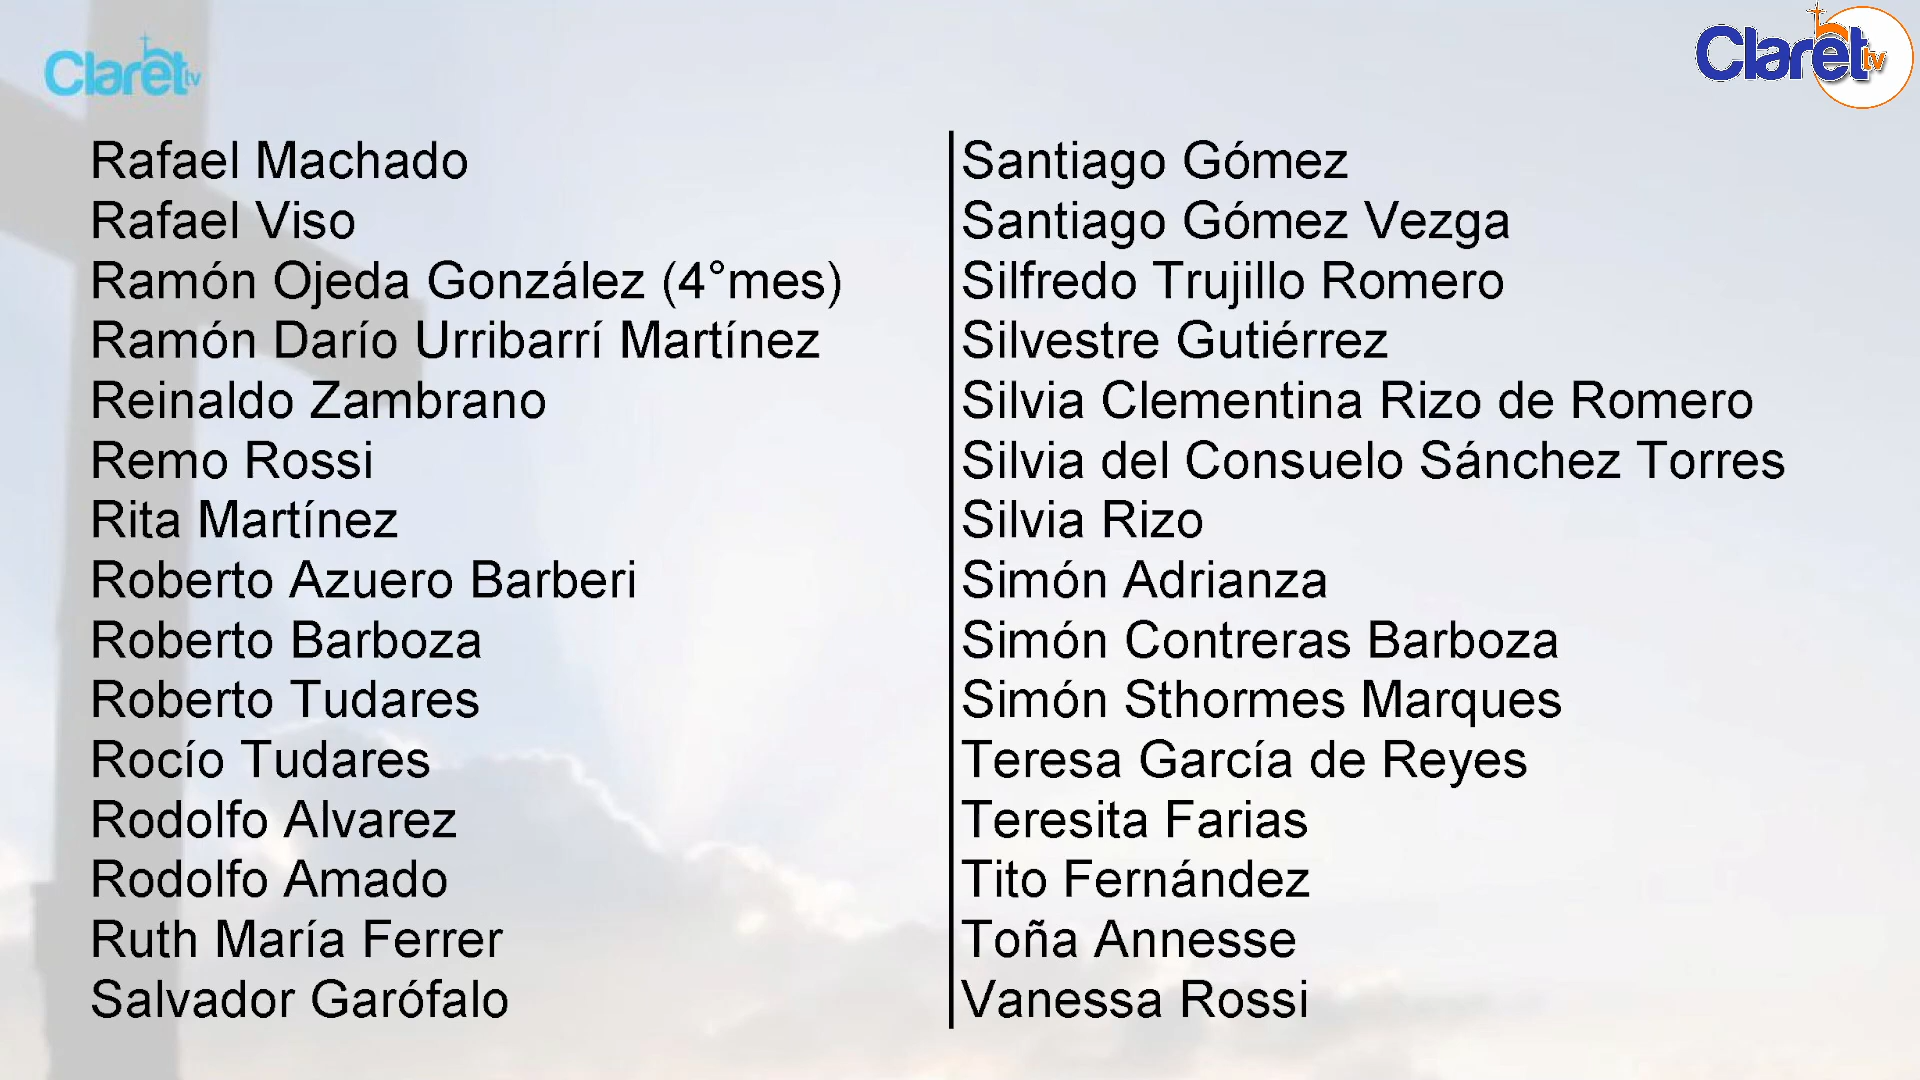 Claret tv
Claret tv
Rafael Machado
Rafael Viso
Ramón Ojeda González (4°mes)
Ramón Darío Urribarrí Martínez
Reinaldo Zambrano
Remo Rossi
Rita Martínez
Roberto Azuero Barberi
Roberto Barboza
Roberto Tudares
Rocío Tudares
Rodolfo Alvarez
Rodolfo Amado
Ruth María Ferrer
Salvador Garófalo
Santiago Gómez
Santiago Gómez Vezga
Silfredo Trujillo Romero
Silvestre Gutiérrez
Silvia Clementina Rizo de Romero
Silvia del Consuelo Sánchez Torres
Silvia Rizo
Simón Adrianza
Simón Contreras Barboza
Simón Sthormes Marques
Teresa García de Reyes
Teresita Farias
Tito Fernández
Toña Annesse
Vanessa Rossi